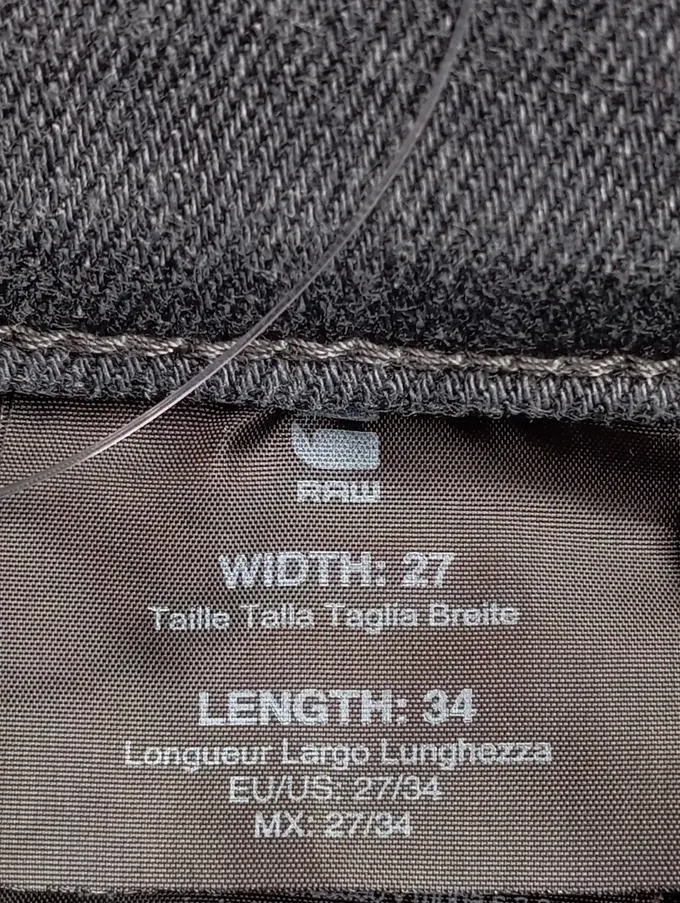 RAW
WIDTH: 27
Taille Talla Taglia Breite
LENGTH: 34
Longueur Largo Lunghezza
EU/US: 27/34
MX: 27/34